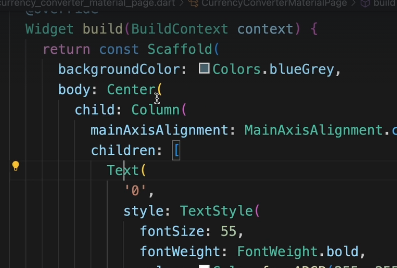 currency_converter_material_page.dart > CurrencyConverterMaterialPage > build
@override
Widget build(BuildContext context) {
return const Scaffold(
backgroundColor: Colors.blueGrey,
body: Center(
child: Column(
mainAxisAlignment: MainAxisAlignment.c
children: [
Text(
'0',
style: TextStyle(
fontSize: 55,
fontWeight: FontWeight.bold,